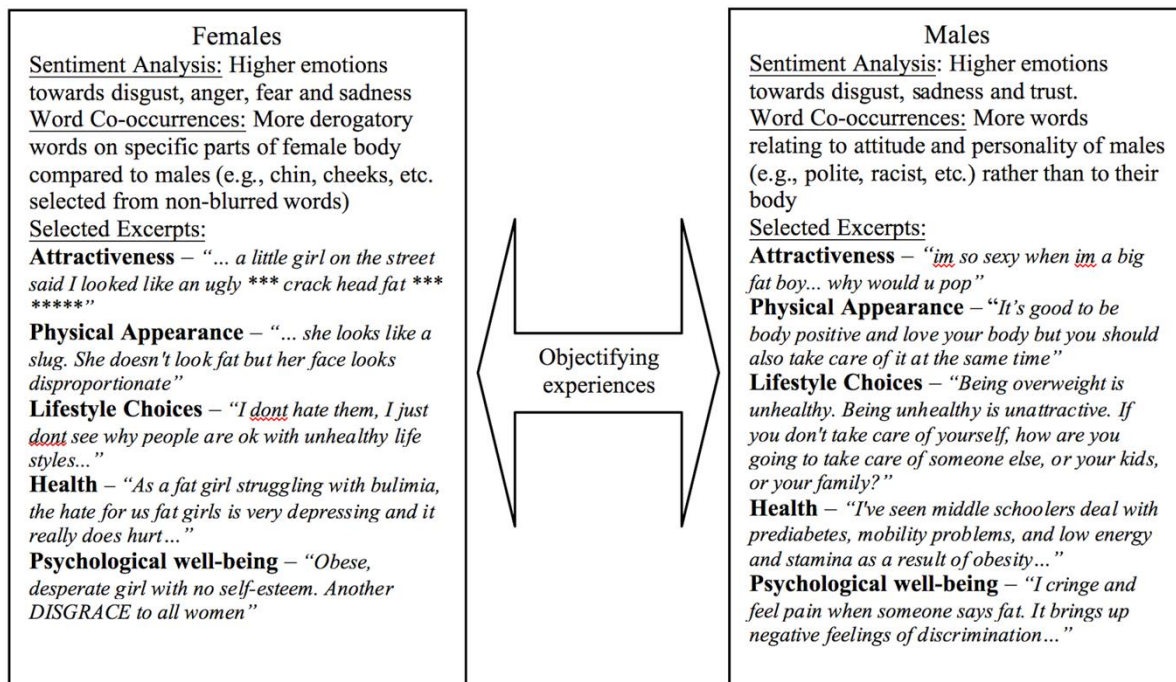 Females
Sentiment Analysis: Higher emotions
towards disgust, anger, fear and sadness
Word Co-occurrences: More derogatory
words on specific parts of female body
compared to males (e.g., chin, cheeks, etc.
selected from non-blurred words)
Selected Excerpts:
Attractiveness – “... a little girl on the street
said I looked like an ugly *** crack head fat ***
*****”
Physical Appearance – “... she looks like a
slug. She doesn't look fat but her face looks
disproportionate”
Lifestyle Choices – “I dont hate them, I just
dont see why people are ok with unhealthy life
styles...”
Health – “As a fat girl struggling with bulimia,
the hate for us fat girls is very depressing and it
really does hurt...”
Psychological well-being – “Obese,
desperate girl with no self-esteem. Another
DISGRACE to all women”
Objectifying
experiences
Males
Sentiment Analysis: Higher emotions
towards disgust, sadness and trust.
Word Co-occurrences: More words
relating to attitude and personality of males
(e.g., polite, racist, etc.) rather than to their
body
Selected Excerpts:
Attractiveness – “im so sexy when im a big
fat boy... why would u pop”
Physical Appearance – “It’s good to be
body positive and love your body but you should
also take care of it at the same time”
Lifestyle Choices – “Being overweight is
unhealthy. Being unhealthy is unattractive. If
you don't take care of yourself, how are you
going to take care of someone else, or your kids,
or your family?”
Health – “I've seen middle schoolers deal with
prediabetes, mobility problems, and low energy
and stamina as a result of obesity...”
Psychological well-being – “I cringe and
feel pain when someone says fat. It brings up
negative feelings of discrimination...”